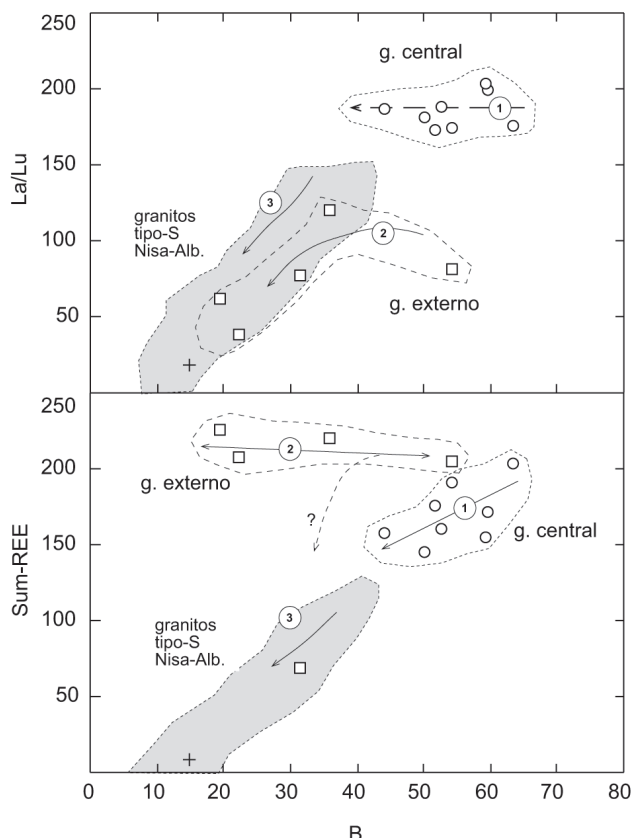 250
200
150
100
50
La/Lu
g. central
1
3
granitos
tipo-S
Nisa-Alb.
2
g. externo
250
200
150
100
50
Sum-REE
2
g. externo
1
?
g. central
3
granitos
tipo-S
Nisa-Alb.
0 10 20 30 40 50 60 70 80
B